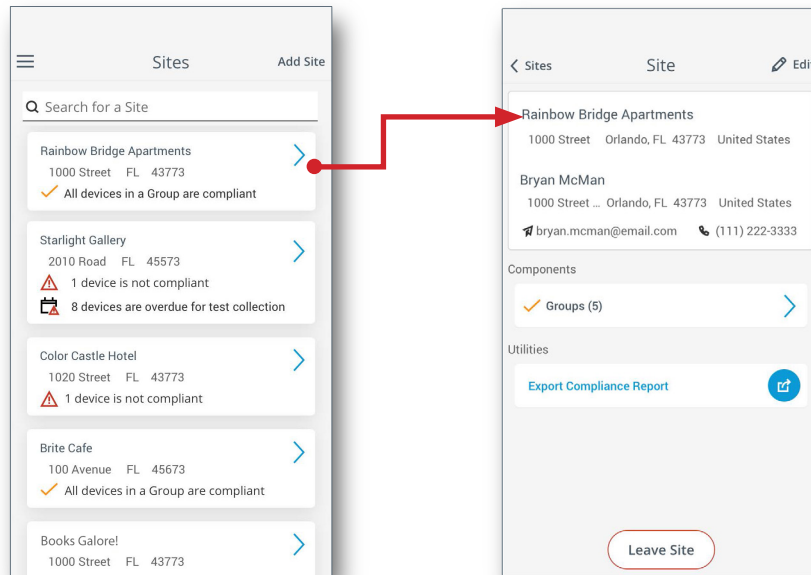 Sites
Add Site
Search for a Site
Rainbow Bridge Apartments
1000 Street FL 43773
All devices in a Group are compliant
Starlight Gallery
2010 Road FL 45573
1 device is not compliant
8 devices are overdue for test collection
Color Castle Hotel
1020 Street FL 43773
1 device is not compliant
Brite Cafe
100 Avenue FL 45673
All devices in a Group are compliant
Books Galore!
1000 Street FL 43773
Sites
Site
Edi
Rainbow Bridge Apartments
1000 Street Orlando, FL 43773 United States
Bryan McMan
1000 Street ... Orlando, FL 43773 United States
bryan.mcman@email.com (111) 222-3333
Components
Groups (5)
Utilities
Export Compliance Report
Leave Site